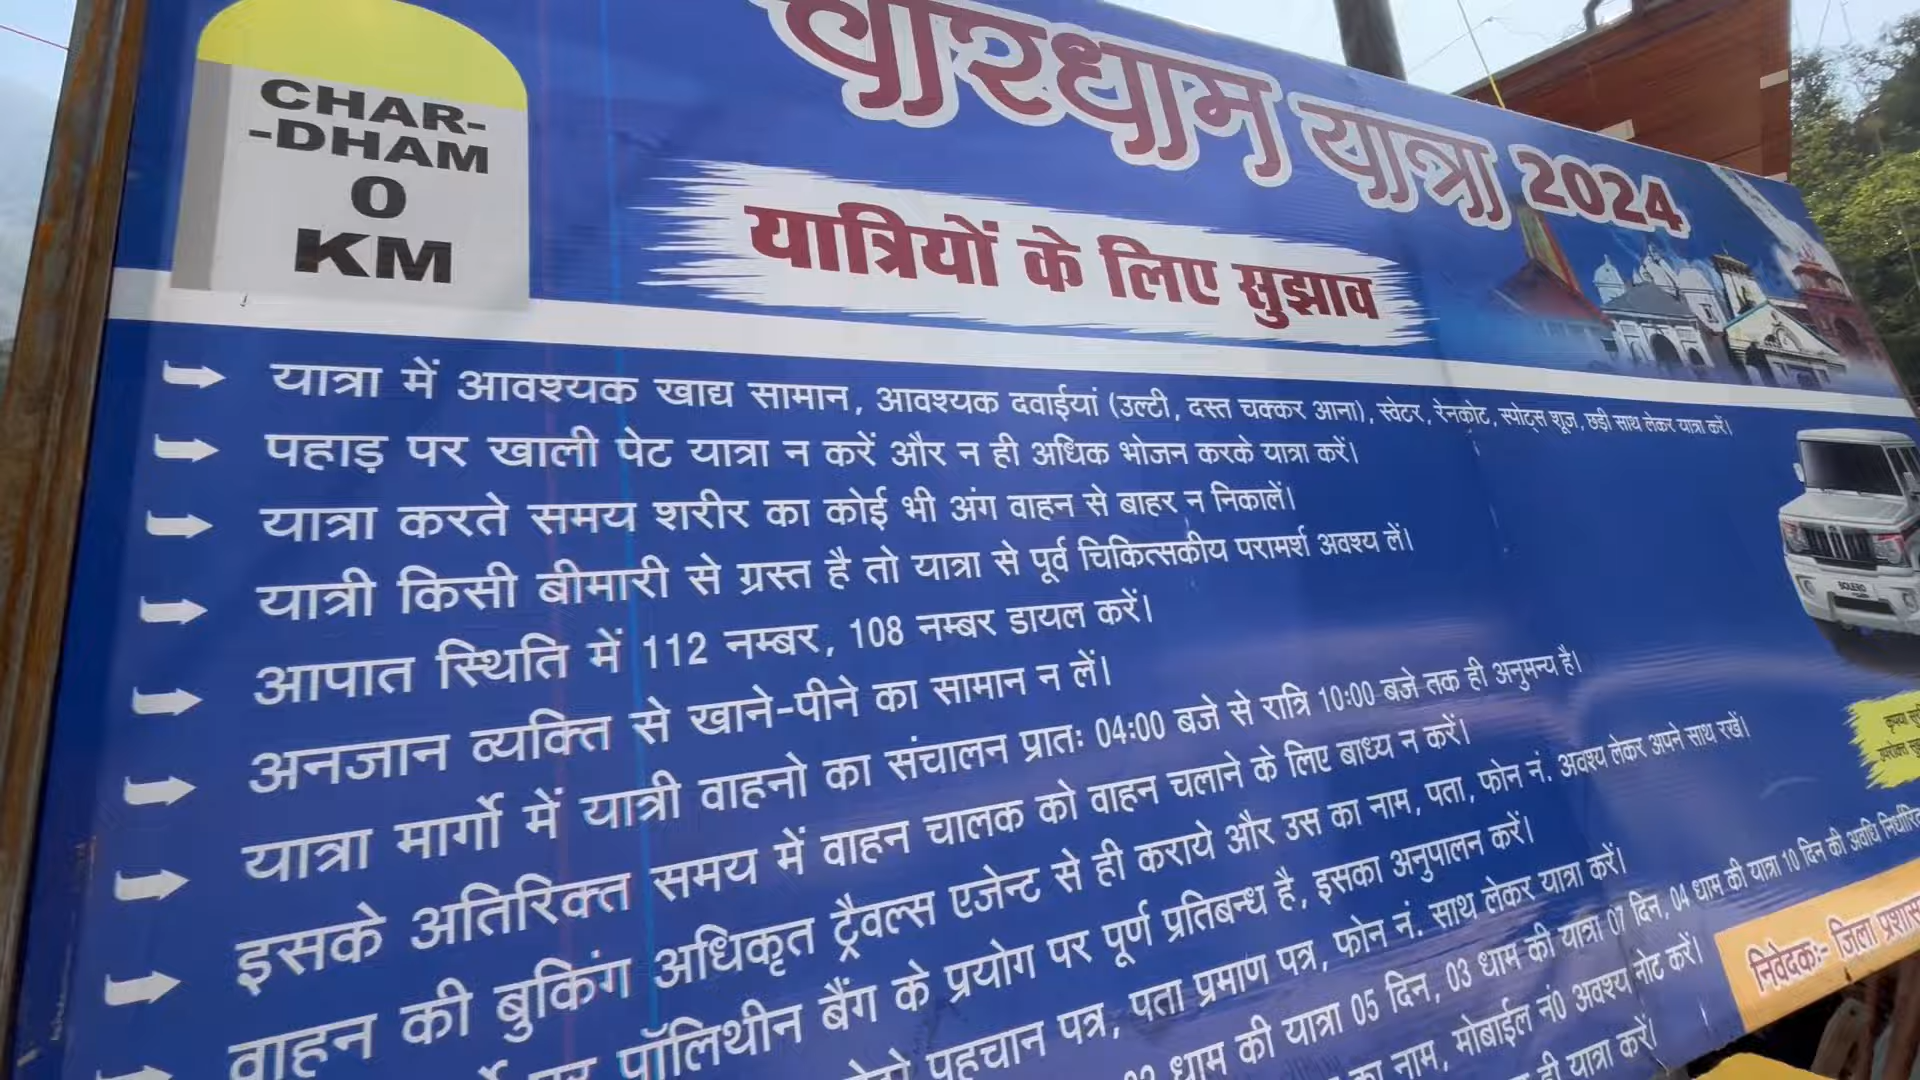 CHAR-
-DHAM
0
KM
चारधाम यात्रा 2024
यात्रियों के लिए सुझाव
यात्रा में आवश्यक खाद्य सामान, आवश्यक दवाईयां (उल्टी, दस्त चक्कर आना), स्वेटर, रेनकोट, स्पोट्स शूज, छड़ी साथ लेकर यात्रा करें।
पहाड़ पर खाली पेट यात्रा न करें और न ही अधिक भोजन करके यात्रा करें।
यात्रा करते समय शरीर का कोई भी अंग वाहन से बाहर न निकालें।
यात्री किसी बीमारी से ग्रस्त है तो यात्रा से पूर्व चिकित्सकीय परामर्श अवश्य लें।
आपात स्थिति में 112 नम्बर, 108 नम्बर डायल करें।
अनजान व्यक्ति से खाने-पीने का सामान न लें।
यात्रा मार्गो में यात्री वाहनो का संचालन प्रातः 04:00 बजे से रात्रि 10:00 बजे तक ही अनुमन्य है।
इसके अतिरिक्त समय में वाहन चालक को वाहन चलाने के लिए बाध्य न करें।
वाहन की बुकिंग अधिकृत ट्रैवल्स एजेन्ट से ही कराये और उस का नाम, पता, फोन नं. अवश्य लेकर अपने साथ रखें।
पर पॉलिथीन बैंग के प्रयोग पर पूर्ण प्रतिबन्ध है, इसका अनुपालन करें।
पहचान पत्र, पता प्रमाण पत्र, फोन नं. साथ लेकर यात्रा करें।
धाम की यात्रा 05 दिन, 03 धाम की यात्रा 07 दिन, 04 धाम की यात्रा 10 दिन की अवधि निर्धारित
का नाम, मोबाईल नं0 अवश्य नोट करें।
ही यात्रा करें।
BOLERO
निवेदक:- जिला